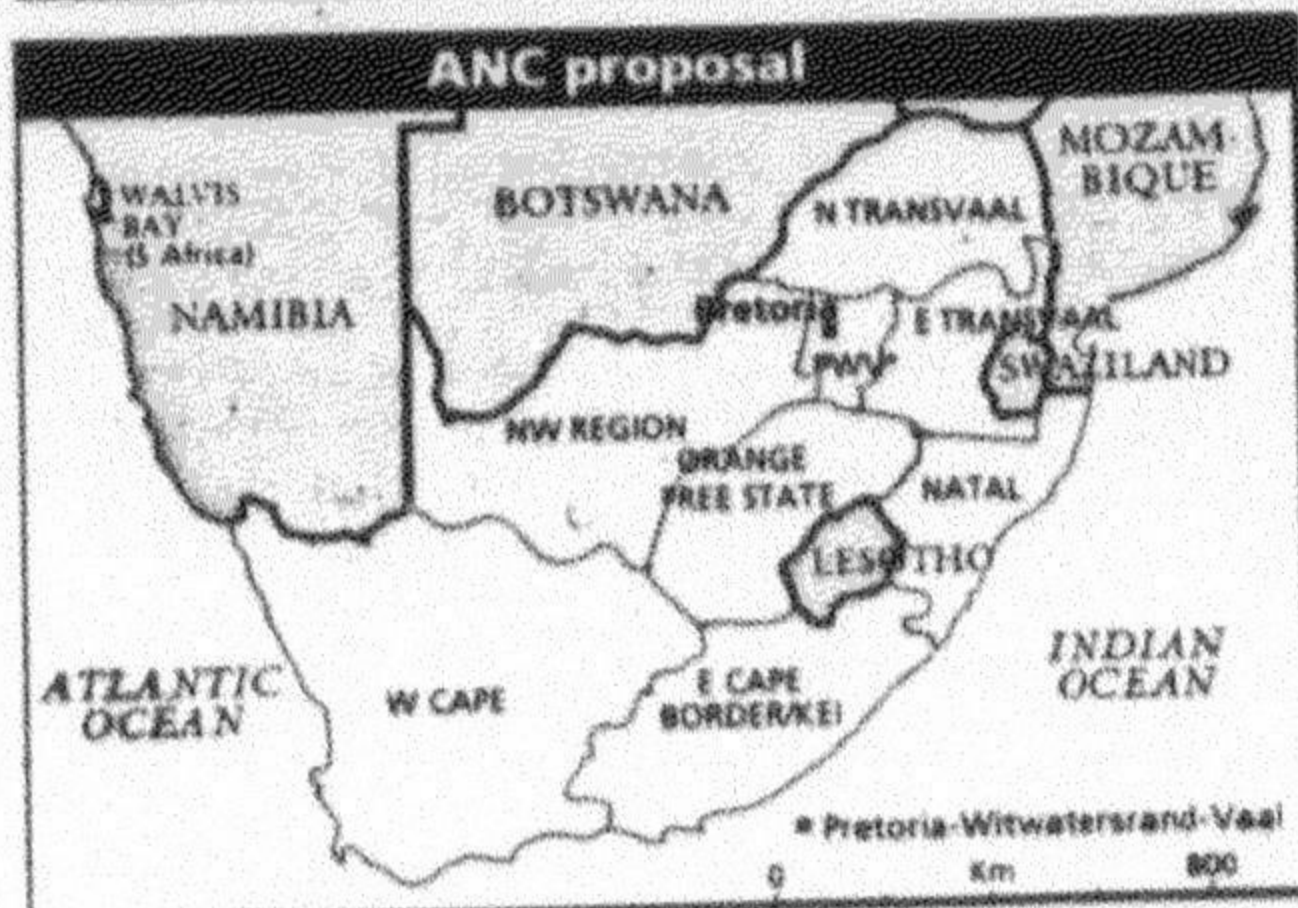 ANC proposal
WALVIS
BAY
(S Africa)
NAMIBIA
BOTSWANA
N TRANSVAAL
MOZAM-
BIQUE
Pretoria
E TRANSVAAL
PWV*
SWAZILAND
NW REGION
ORANGE
FREE STATE
NATAL
LESOTHO
ATLANTIC
OCEAN
W CAPE
E CAPE
BORDER/KEI
INDIAN
OCEAN
* Pretoria-Witwatersrand-Vaal
0 Km 800